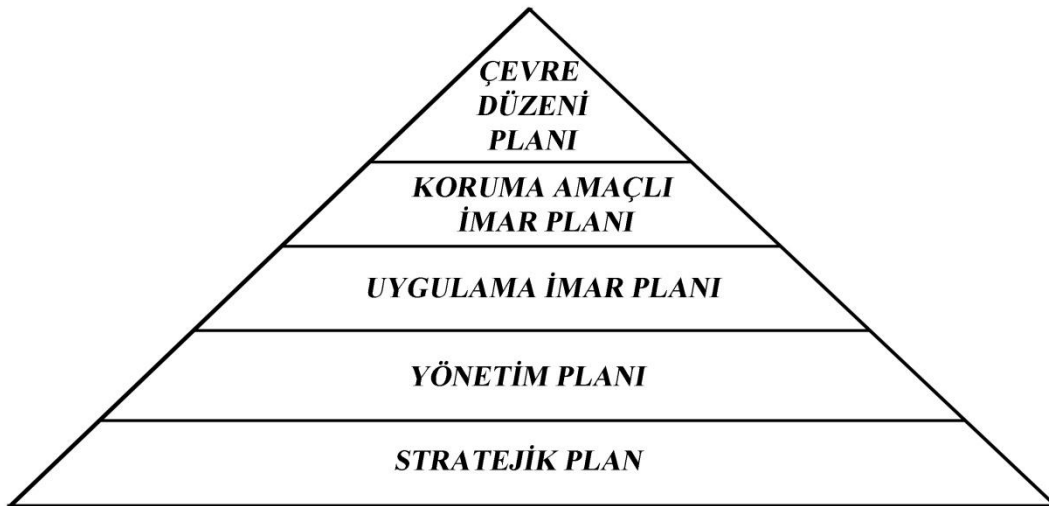 ÇEVRE
DÜZENİ
PLANI
KORUMA AMAÇLI
İMAR PLANI
UYGULAMA İMAR PLANI
YÖNETİM PLANI
STRATEJİK PLAN